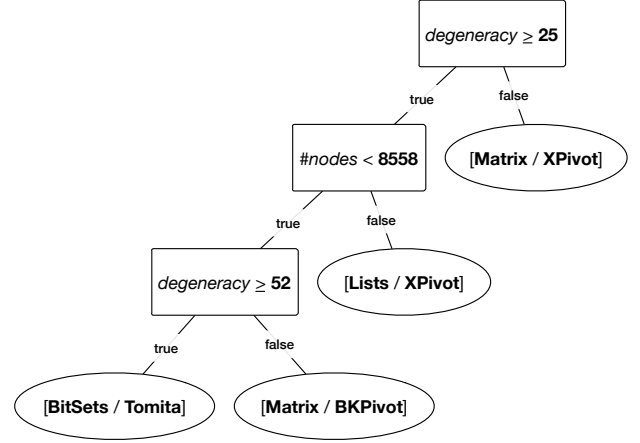 degeneracy ≥ 25
true
false
#nodes < 8558
[Matrix / XPivot]
true
false
degeneracy ≥ 52
[Lists / XPivot]
true
false
[BitSets / Tomita]
[Matrix / BKPivot]